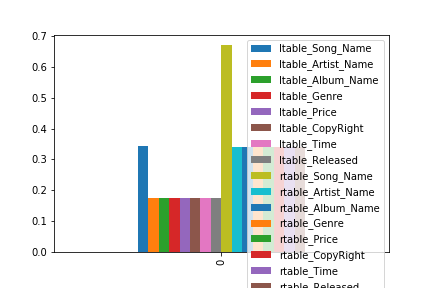 0.7
0.6
0.5
0.4
0.3
0.2
0.1
0.0
0
ltable_Song_Name
ltable_Artist_Name
ltable_Album_Name
ltable_Genre
ltable_Price
ltable_CopyRight
ltable_Time
ltable_Released
rtable_Song_Name
rtable_Artist_Name
rtable_Album_Name
rtable_Genre
rtable_Price
rtable_CopyRight
rtable_Time
rtable_Released